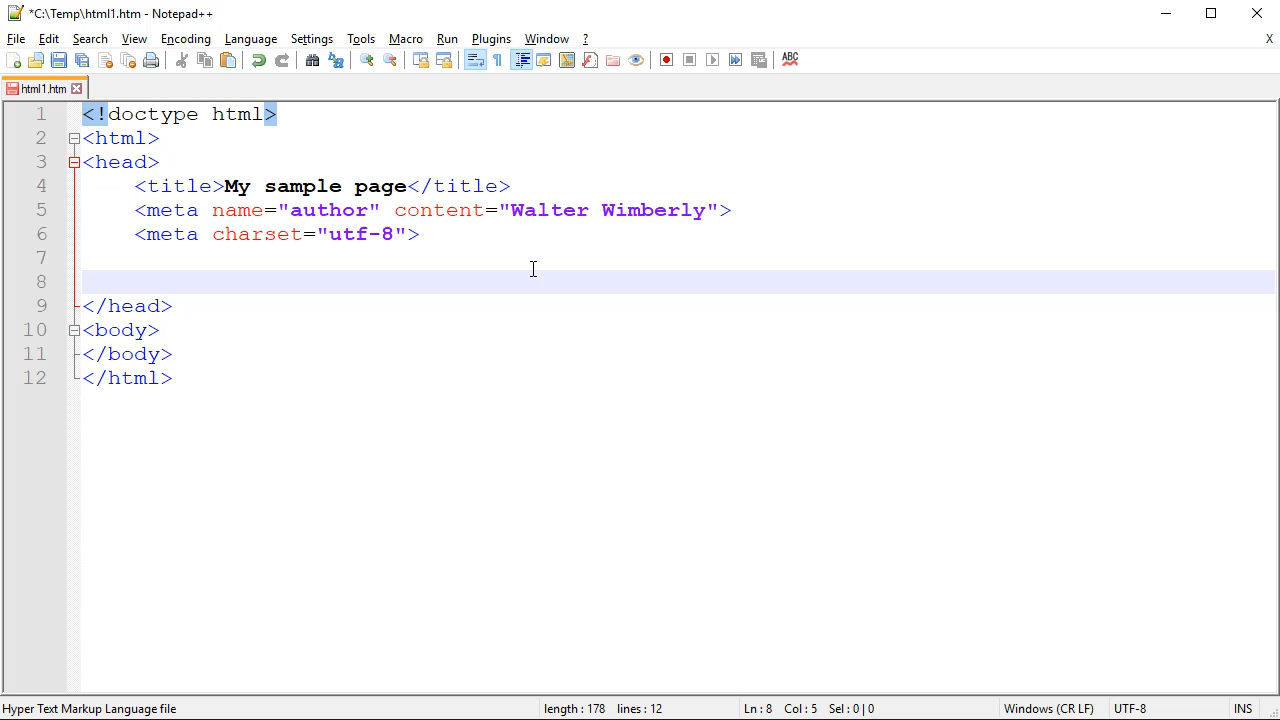 *C:\Temp\html1.htm - Notepad++
File Edit Search View Encoding Language Settings Tools Macro Run Plugins Window ? X
ABC
html1.htm
1 <!doctype html>
2 <html>
3 <head>
4 <title>My sample page</title>
5 <meta name="author" content="Walter Wimberly">
6 <meta charset="utf-8">
7
8
9 </head>
10 <body>
11 </body>
12 </html>
Hyper Text Markup Language file length : 178 lines : 12 Ln : 8 Col : 5 Sel : 0 | 0 Windows (CR LF) UTF-8 INS